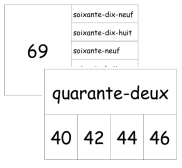 69
soixante-dix-neuf
soixante-dix-huit
soixante-neuf
quarante-deux
40 42 44 46